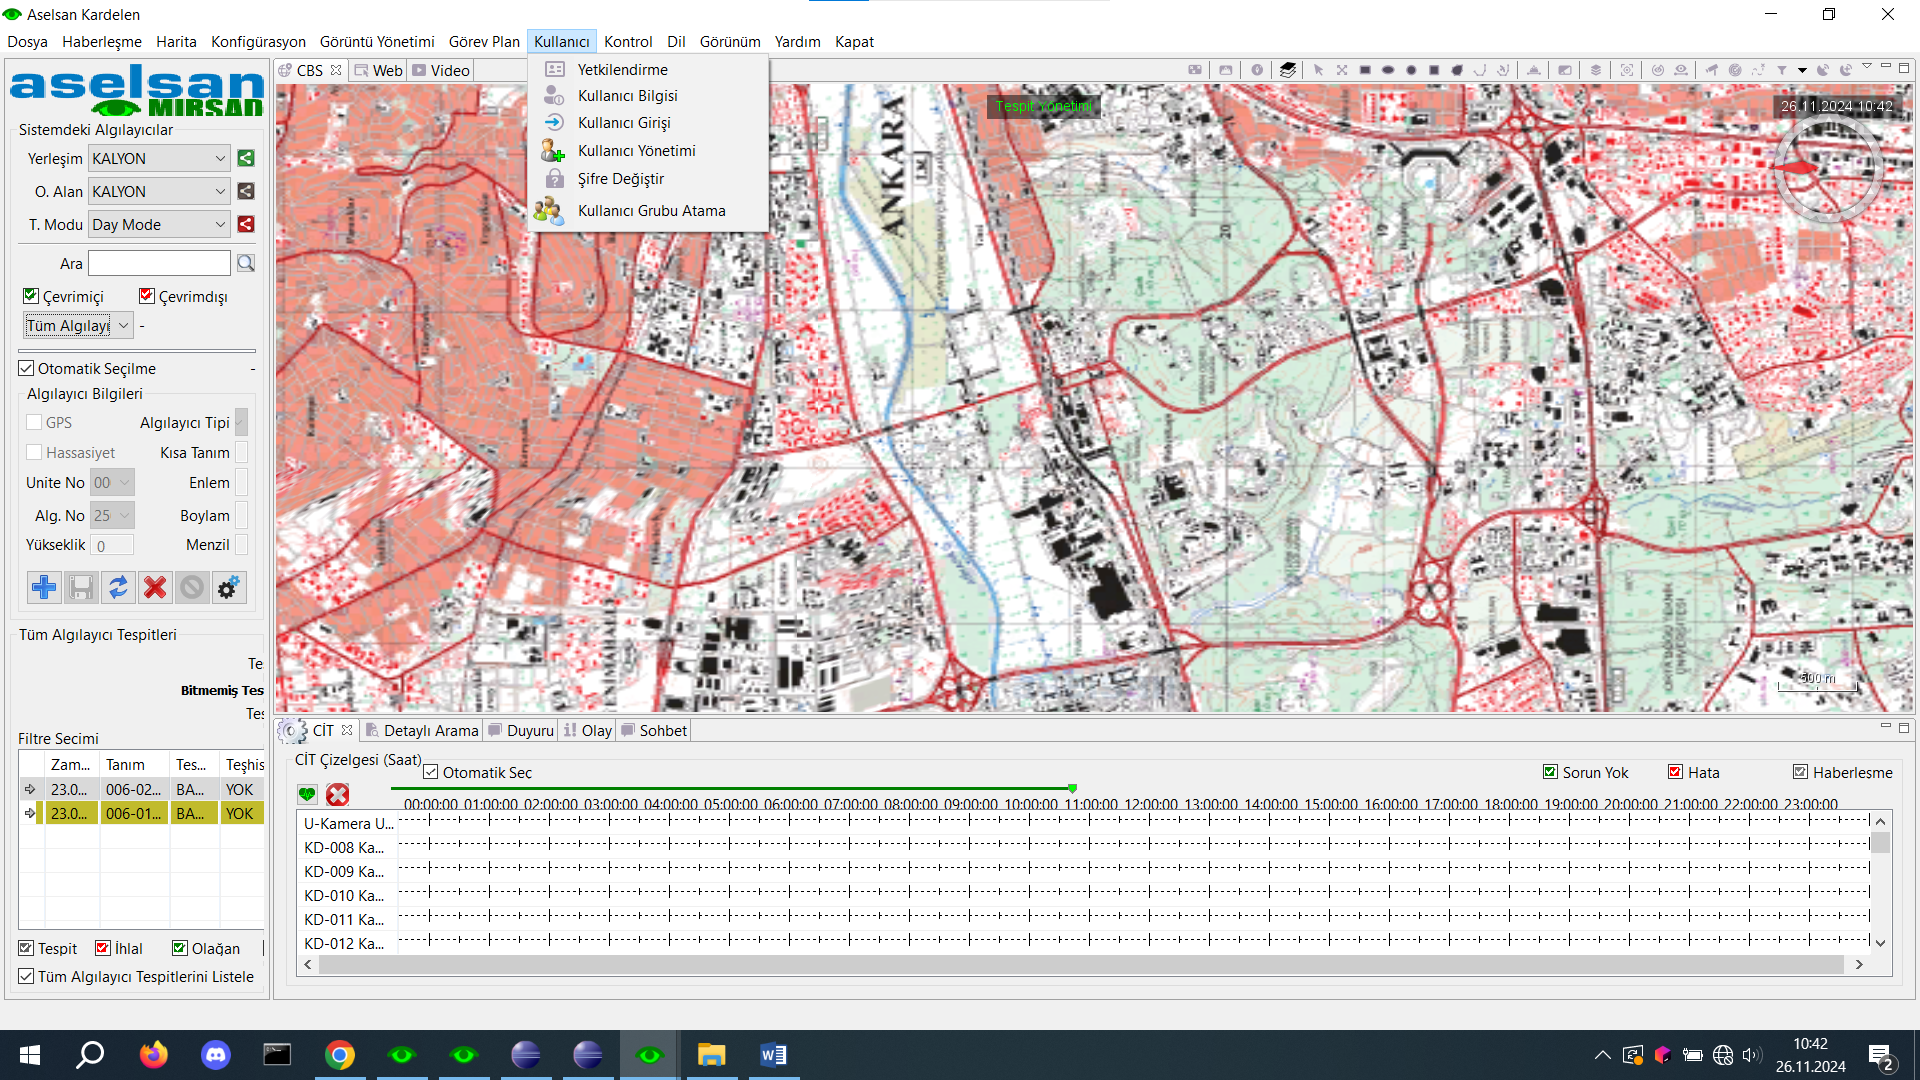 Aselsan Kardelen
Dosya Haberleşme Harita Konfigürasyon Görüntü Yönetimi Görev Plan Kullanıcı Kontrol Dil Görünüm Yardım Kapat
aselsan
MIRSAD
Sistemdeki Algılayıcılar
Yerleşim KALYON
O. Alan KALYON
T. Modu Day Mode
Ara
Çevrimiçi Çevrimdışı
Tüm Algılayı -
Otomatik Seçilme -
Algılayıcı Bilgileri
GPS Algılayıcı Tipi
Hassasiyet Kısa Tanım
Unite No 00 Enlem
Alg. No 25 Boylam
Yükseklik 0 Menzil
Tüm Algılayıcı Tespitleri
Te
Bitmemiş Tes
Tes
Filtre Secimi
Zam... Tanım Tes... Teşhis
23.0... 006-02... BA... YOK
23.0... 006-01... BA... YOK
Tespit İhlal Olağan
Tüm Algılayıcı Tespitlerini Listele
CBS Web Video
Yetkilendirme
Kullanıcı Bilgisi
Kullanıcı Girişi
Kullanıcı Yönetimi
Şifre Değiştir
Kullanıcı Grubu Atama
Tespit Yönetimi
26.11.2024 10:42
ANKARA
20
19
500 m
CİT Detaylı Arama Duyuru Olay Sohbet
CİT Çizelgesi (Saat)
Otomatik Sec
Sorun Yok Hata Haberlesme
00:00:00 01:00:00 02:00:00 03:00:00 04:00:00 05:00:00 06:00:00 07:00:00 08:00:00 09:00:00 10:00:00 11:00:00 12:00:00 13:00:00 14:00:00 15:00:00 16:00:00 17:00:00 18:00:00 19:00:00 20:00:00 21:00:00 22:00:00 23:00:00
U-Kamera U...
KD-008 Ka...
KD-009 Ka...
KD-010 Ka...
KD-011 Ka...
KD-012 Ka...
10:42
26.11.2024
2